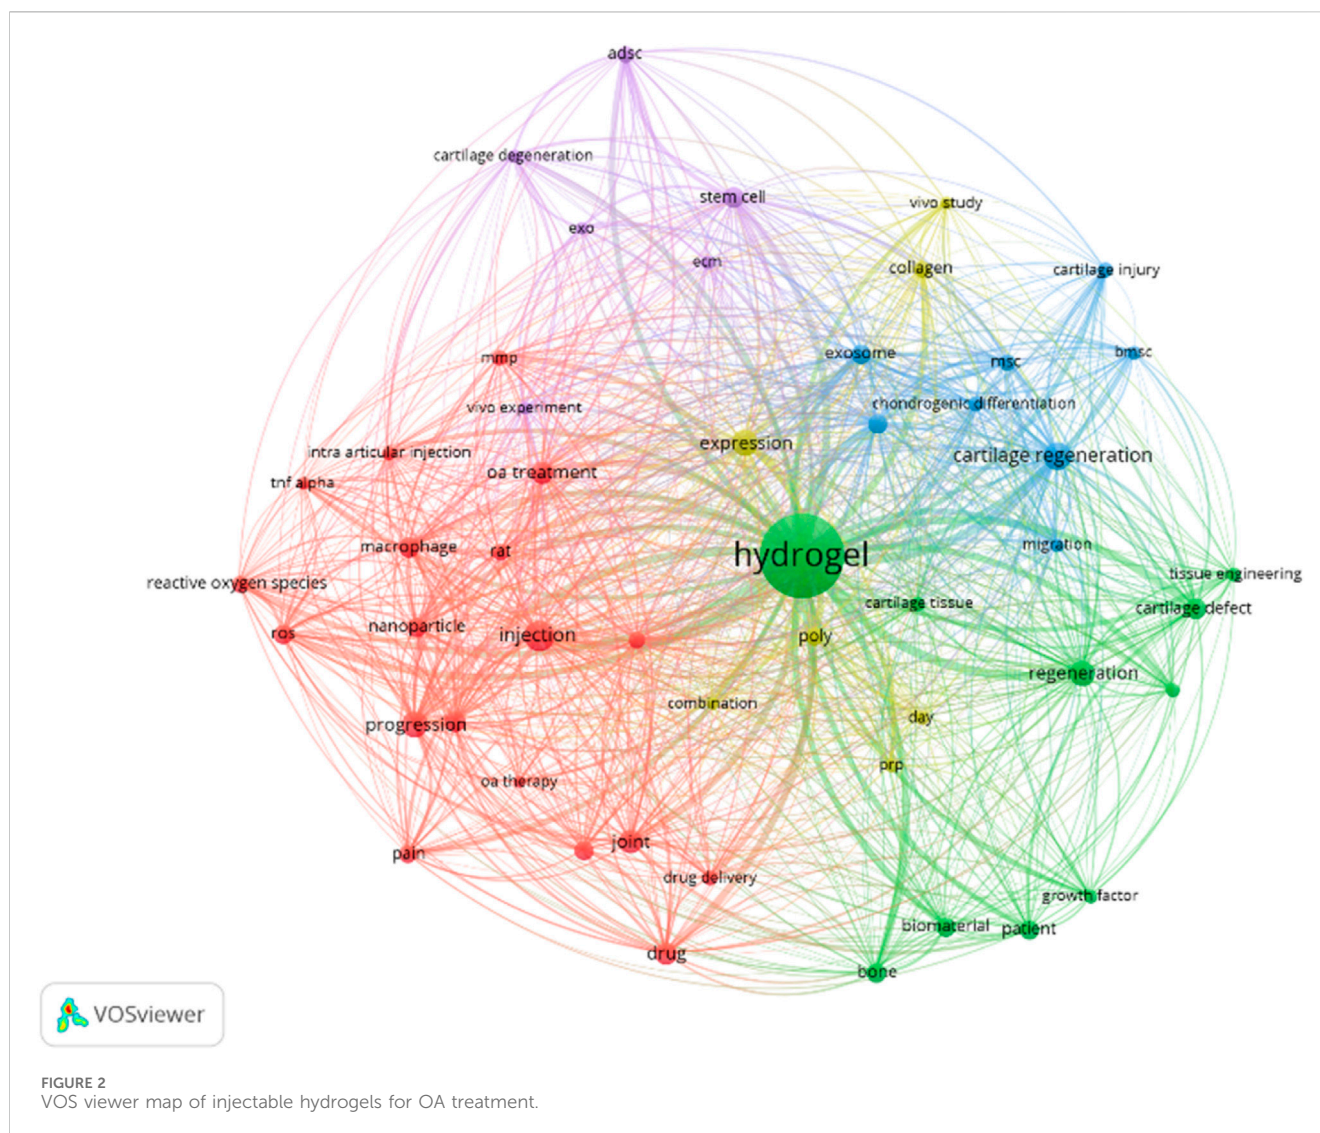 adsc
cartilage degeneration
stem cell
vivo study
exo
ecm
collagen
cartilage injury
mmp
exosome
msc
bmsc
vivo experiment
chondrogenic differentiation
expression
intra articular injection
cartilage regeneration
oa treatment
tnf alpha
macrophage
rat
hydrogel
migration
reactive oxygen species
tissue engineering
cartilage tissue
cartilage defect
ros
nanoparticle
injection
poly
regeneration
combination
day
progression
prp
oa therapy
joint
pain
drug delivery
growth factor
biomaterial
patient
drug
bone
VOSviewer
FIGURE 2
VOS viewer map of injectable hydrogels for OA treatment.